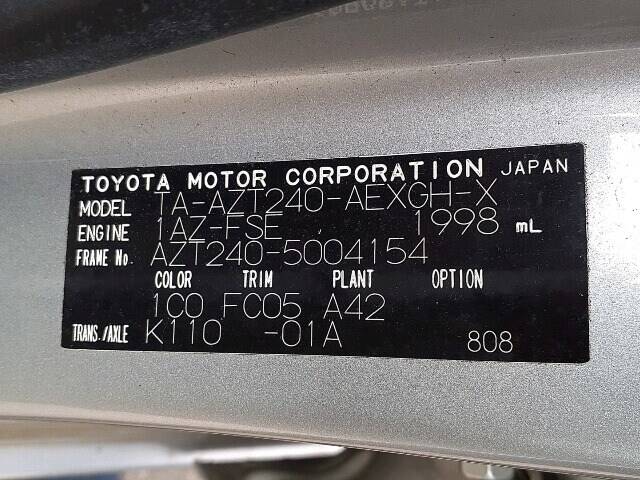 TOYOTA MOTOR CORPORATION JAPAN
MODEL TA-AZT240-AEXGH-X
ENGINE 1AZ-FSE 1998 mL
FRAME No. AZT240-5004154
COLOR TRIM PLANT OPTION
1C0 FC05 A42
TRANS./AXLE K110 -01A 808